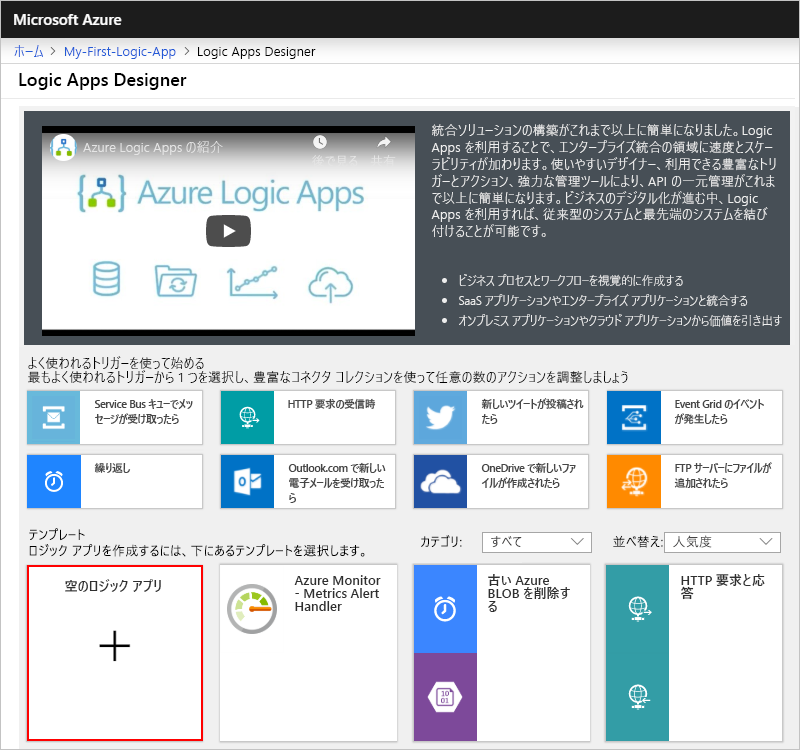 Microsoft Azure
ホーム > My-First-Logic-App > Logic Apps Designer
Logic Apps Designer
Azure Logic Apps の紹介
後で見る 共有
Azure Logic Apps
統合ソリューションの構築がこれまで以上に簡単になりました。Logic
Apps を利用することで、エンタープライズ統合の領域に速度とスケー
ラビリティが加わります。使いやすいデザイナー、利用できる豊富なトリ
ガーとアクション、強力な管理ツールにより、API の一元管理がこれま
で以上に簡単になります。ビジネスのデジタル化が進む中、Logic
Apps を利用すれば、従来型のシステムと最先端のシステムを結び
付けることが可能です。
• ビジネス プロセスとワークフローを視覚的に作成する
• SaaS アプリケーションやエンタープライズ アプリケーションと統合する
• オンプレミス アプリケーションやクラウド アプリケーションから価値を引き出す
よく使われるトリガーを使って始める
最もよく使われるトリガーから 1 つを選択し、豊富なコネクタ コレクションを使って任意の数のアクションを調整しましょう
Service Bus キューでメッ
セージが受け取ったら
HTTP 要求の受信時
新しいツイートが投稿され
たら
Event Grid のイベント
が発生したら
繰り返し
Outlook.com で新しい
電子メールを受け取った
ら
OneDrive で新しいファ
イルが作成されたら
FTP サーバーにファイルが
追加されたら
テンプレート
ロジック アプリを作成するには、下にあるテンプレートを選択します。
カテゴリ: すべて
並べ替え: 人気度
空のロジック アプリ
Azure Monitor
- Metrics Alert
Handler
古い Azure
BLOB を削除す
る
10
01
HTTP 要求と応
答